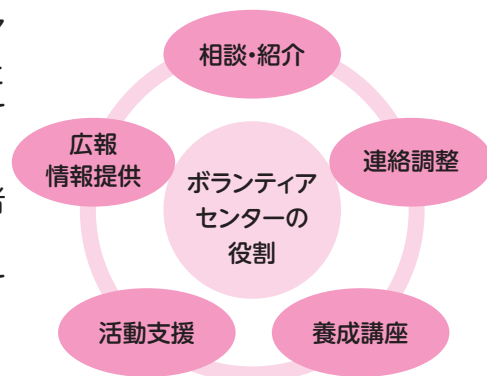 相談・紹介
広報
情報提供
連絡調整
ボランティア
センターの
役割
活動支援
養成講座